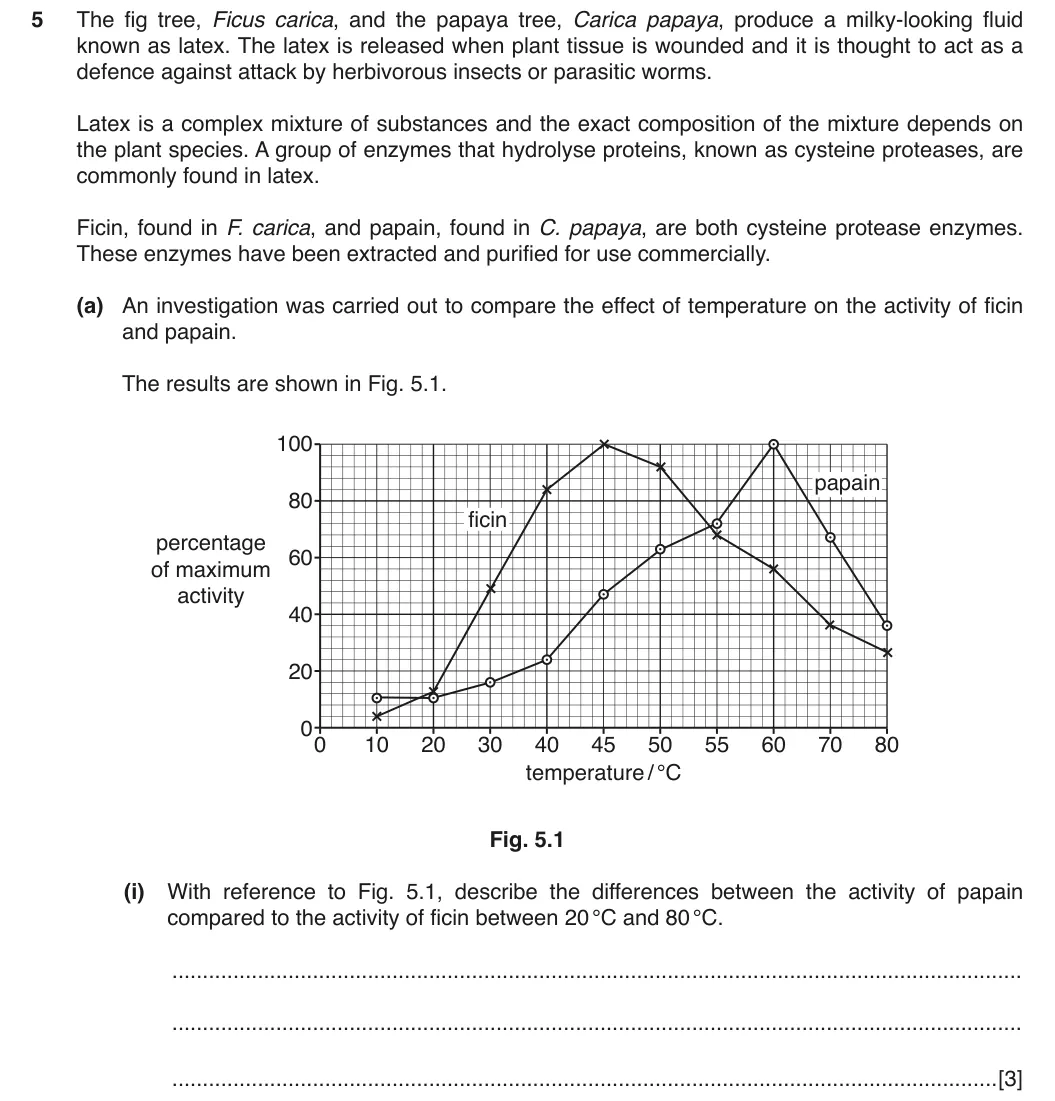 5 The fig tree, Ficus carica, and the papaya tree, Carica papaya, produce a milky-looking fluid
known as latex. The latex is released when plant tissue is wounded and it is thought to act as a
defence against attack by herbivorous insects or parasitic worms.
Latex is a complex mixture of substances and the exact composition of the mixture depends on
the plant species. A group of enzymes that hydrolyse proteins, known as cysteine proteases, are
commonly found in latex.
Ficin, found in F. carica, and papain, found in C. papaya, are both cysteine protease enzymes.
These enzymes have been extracted and purified for use commercially.
(a) An investigation was carried out to compare the effect of temperature on the activity of ficin
and papain.
The results are shown in Fig. 5.1.
100
80
60
40
20
0
percentage
of maximum
activity
ficin
papain
0 10 20 30 40 45 50 55 60 70 80
temperature / °C
Fig. 5.1
(i) With reference to Fig. 5.1, describe the differences between the activity of papain
compared to the activity of ficin between 20 °C and 80 °C.
..........................................................................................................................................
..........................................................................................................................................
......................................................................................................................................[3]